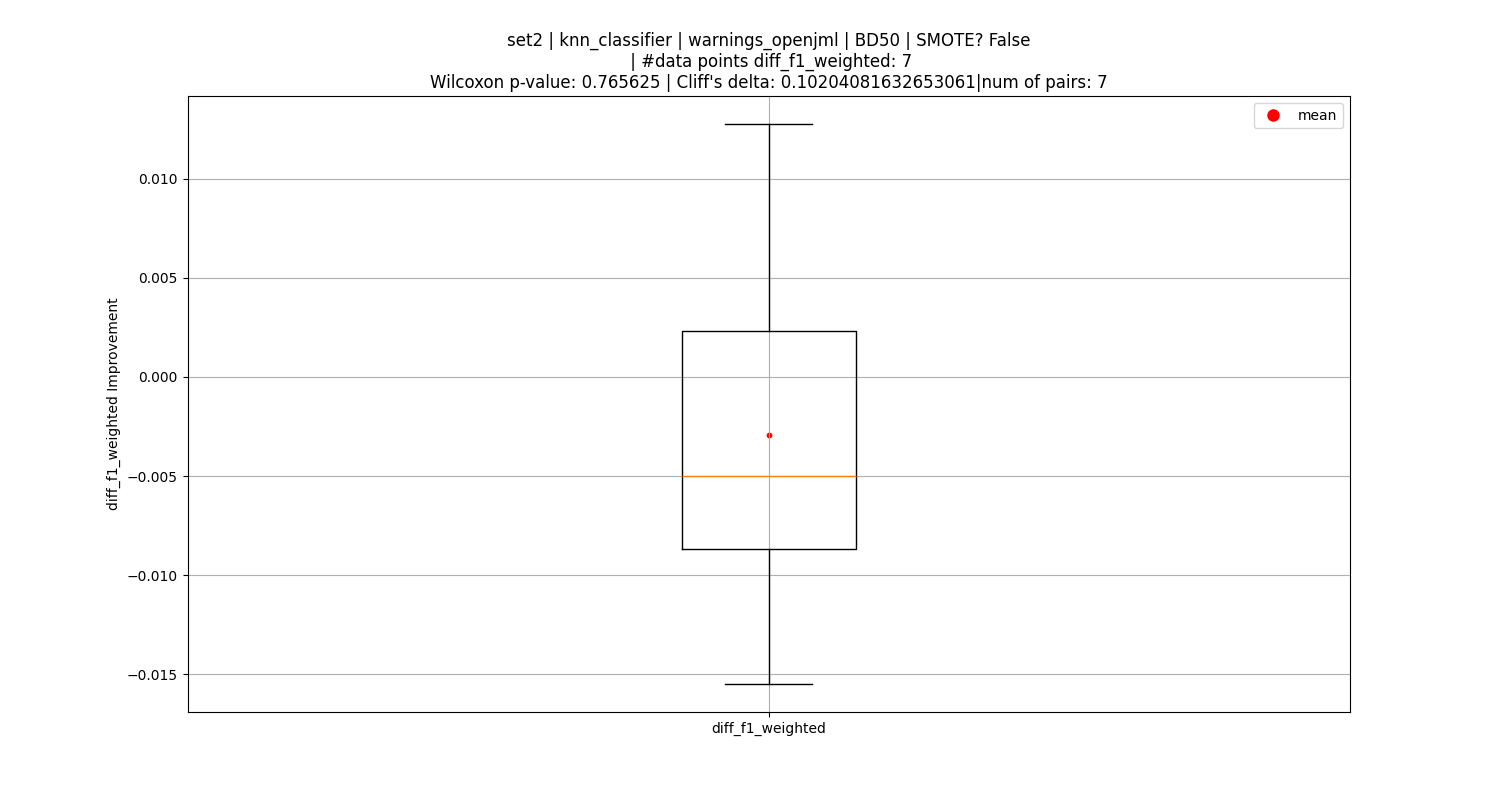 set2 | knn_classifier | warnings_openjml | BD50 | SMOTE? False
| #data points diff_f1_weighted: 7
Wilcoxon p-value: 0.765625 | Cliff's delta: 0.10204081632653061|num of pairs: 7
mean
0.010
0.005
0.000
−0.005
−0.010
−0.015
diff_f1_weighted Improvement
diff_f1_weighted